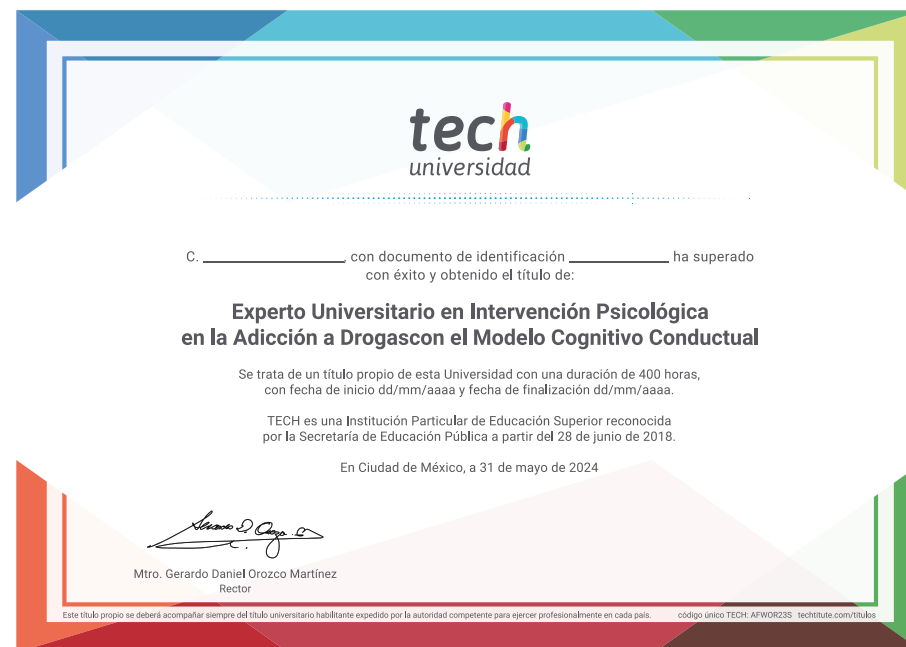 tech
universidad
C. ____________, con documento de identificación ____________ ha superado
con éxito y obtenido el título de:
Experto Universitario en Intervención Psicológica
en la Adicción a Drogascon el Modelo Cognitivo Conductual
Se trata de un título propio de esta Universidad con una duración de 400 horas,
con fecha de inicio dd/mm/aaaa y fecha de finalización dd/mm/aaaa.
TECH es una Institución Particular de Educación Superior reconocida
por la Secretaría de Educación Pública a partir del 28 de junio de 2018.
En Ciudad de México, a 31 de mayo de 2024
Mtro. Gerardo Daniel Orozco Martínez
Rector
Este título propio se deberá acompañar siempre del título universitario habilitante expedido por la autoridad competente para ejercer profesionalmente en cada país. código único TECH: AFWOR23S techtitute.com/titulos